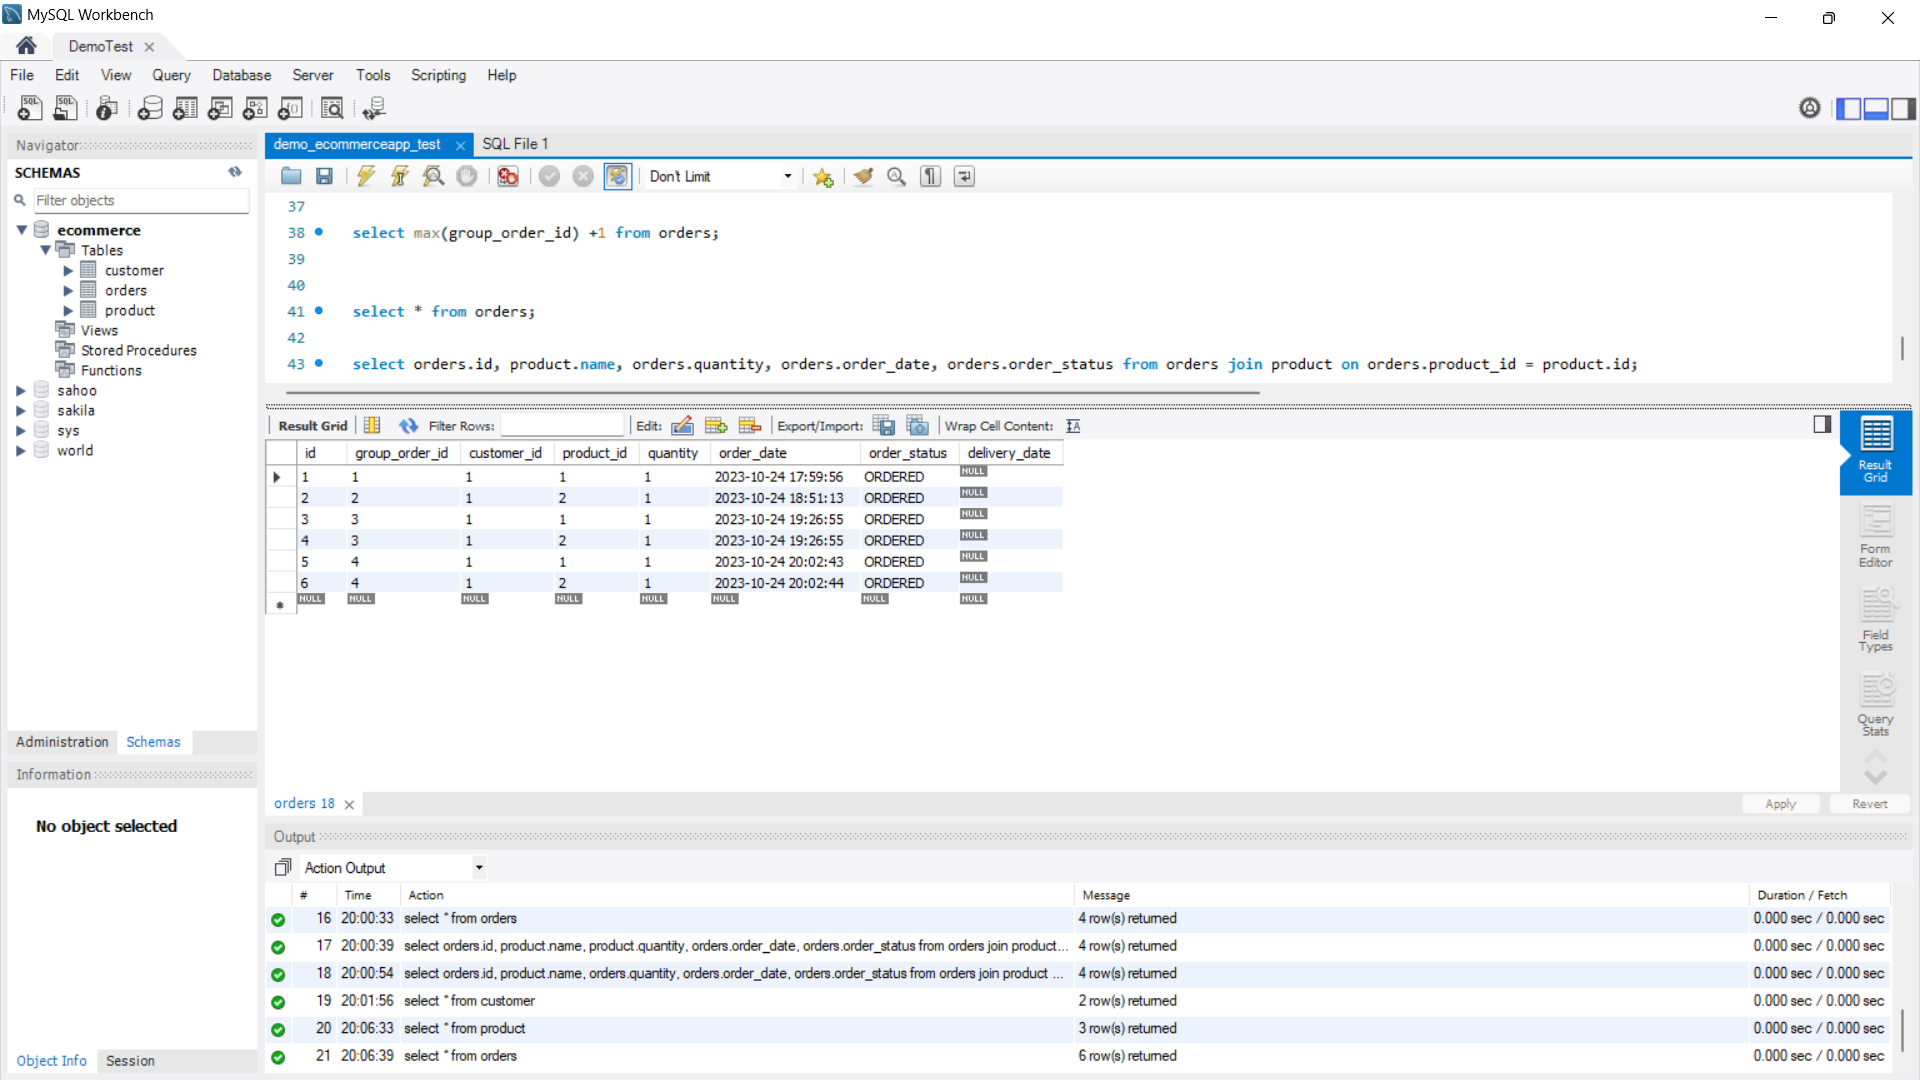 MySQL Workbench
DemoTest
File Edit View Query Database Server Tools Scripting Help
Navigator
SCHEMAS
Filter objects
ecommerce
Tables
customer
orders
product
Views
Stored Procedures
Functions
sahoo
sakila
sys
world
Administration Schemas
Information
No object selected
Object Info Session
demo_ecommerceapp_test SQL File 1
Don't Limit
37
38 select max(group_order_id) +1 from orders;
39
40
41 select * from orders;
42
43 select orders.id, product.name, orders.quantity, orders.order_date, orders.order_status from orders join product on orders.product_id = product.id;
Result Grid Filter Rows: Edit: Export/Import: Wrap Cell Content:
id group_order_id customer_id product_id quantity order_date order_status delivery_date
1 1 1 1 1 2023-10-24 17:59:56 ORDERED NULL
2 2 1 2 1 2023-10-24 18:51:13 ORDERED NULL
3 3 1 1 1 2023-10-24 19:26:55 ORDERED NULL
4 3 1 2 1 2023-10-24 19:26:55 ORDERED NULL
5 4 1 1 1 2023-10-24 20:02:43 ORDERED NULL
6 4 1 2 1 2023-10-24 20:02:44 ORDERED NULL
NULL NULL NULL NULL NULL NULL NULL NULL
Result
Grid
Form
Editor
Field
Types
Query
Stats
orders 18
Apply Revert
Output
Action Output
# Time Action Message Duration / Fetch
16 20:00:33 select * from orders 4 row(s) returned 0.000 sec / 0.000 sec
17 20:00:39 select orders.id, product.name, product.quantity, orders.order_date, orders.order_status from orders join product... 4 row(s) returned 0.000 sec / 0.000 sec
18 20:00:54 select orders.id, product.name, orders.quantity, orders.order_date, orders.order_status from orders join product ... 4 row(s) returned 0.000 sec / 0.000 sec
19 20:01:56 select * from customer 2 row(s) returned 0.000 sec / 0.000 sec
20 20:06:33 select * from product 3 row(s) returned 0.000 sec / 0.000 sec
21 20:06:39 select * from orders 6 row(s) returned 0.000 sec / 0.000 sec